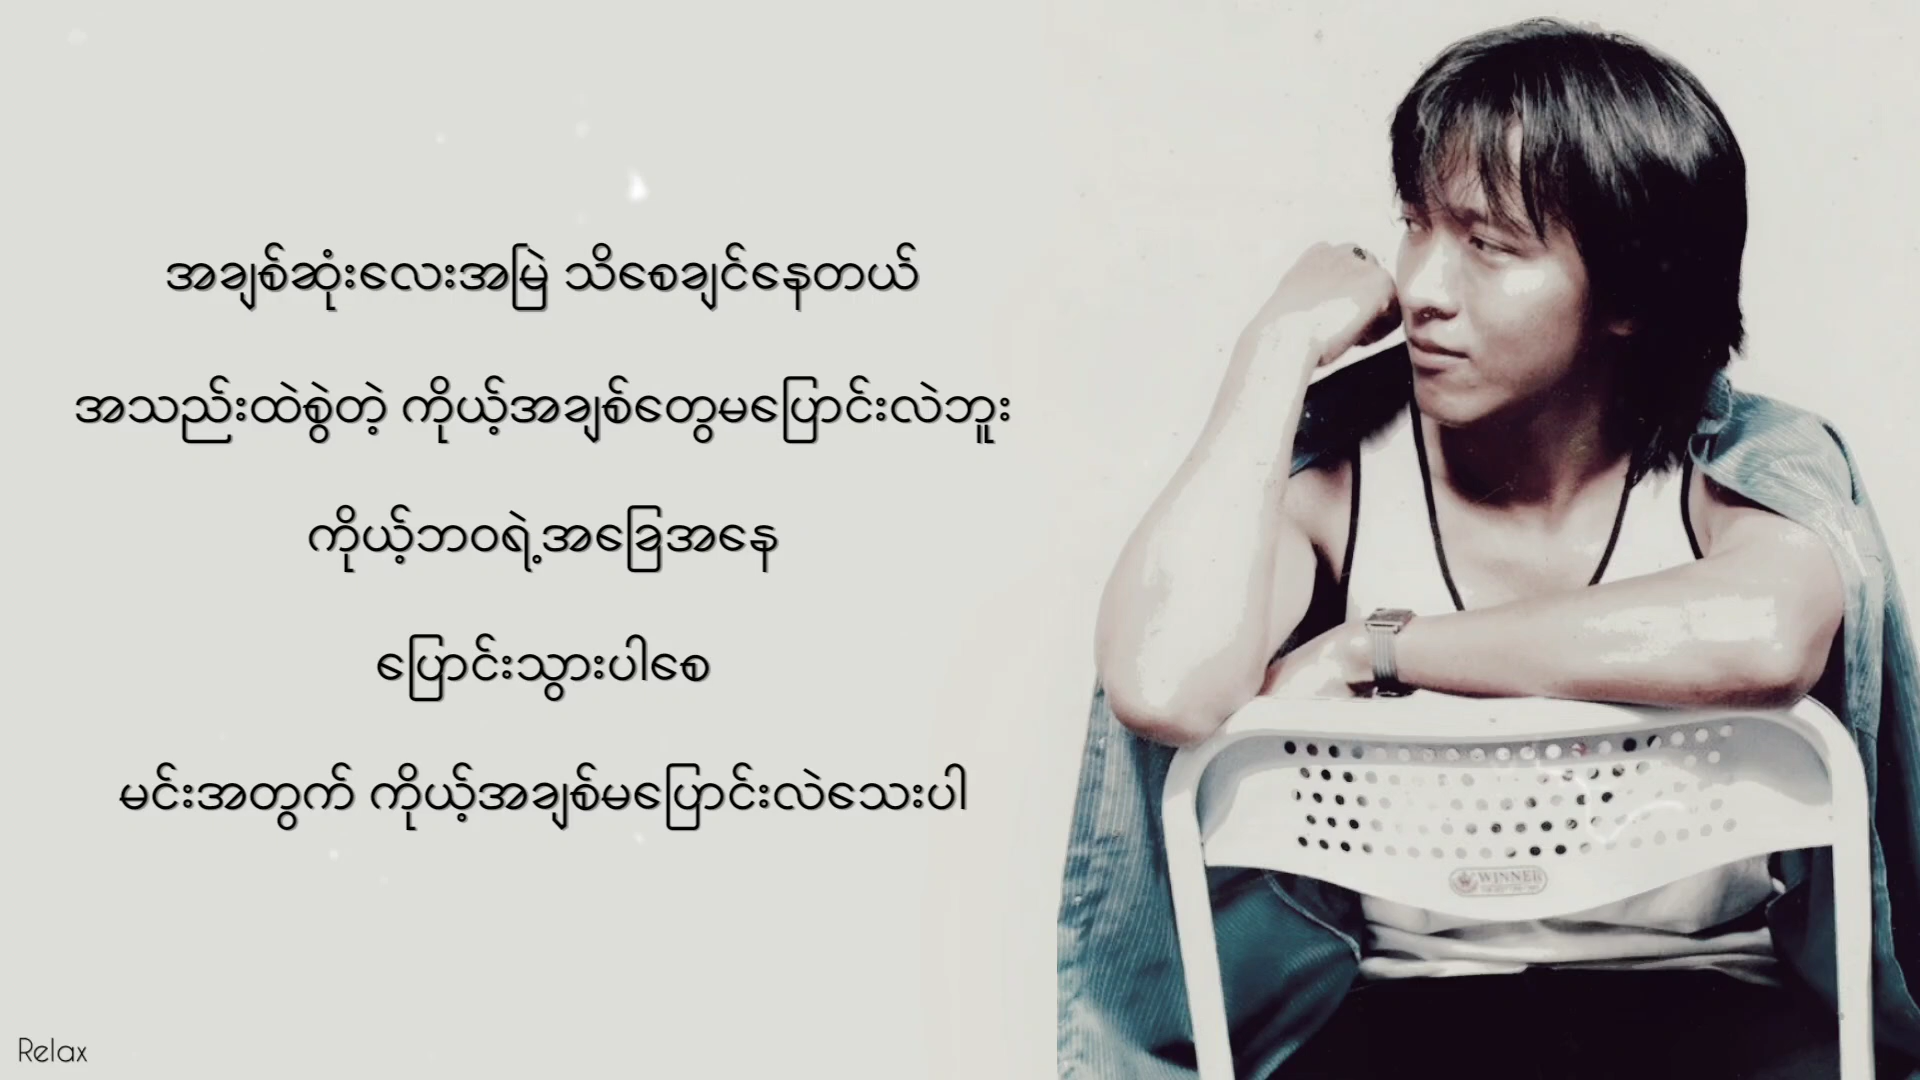 အချစ်ဆုံးလေးအမြဲ သိစေချင်နေတယ်
အသည်းထဲစွဲတဲ့ ကိုယ့်အချစ်တွေမပြောင်းလဲဘူး
ကိုယ့်ဘဝရဲ့အခြေအနေ
ပြောင်းသွားပါစေ
မင်းအတွက် ကိုယ့်အချစ်မပြောင်းလဲသေးပါ
WINNER
Relax